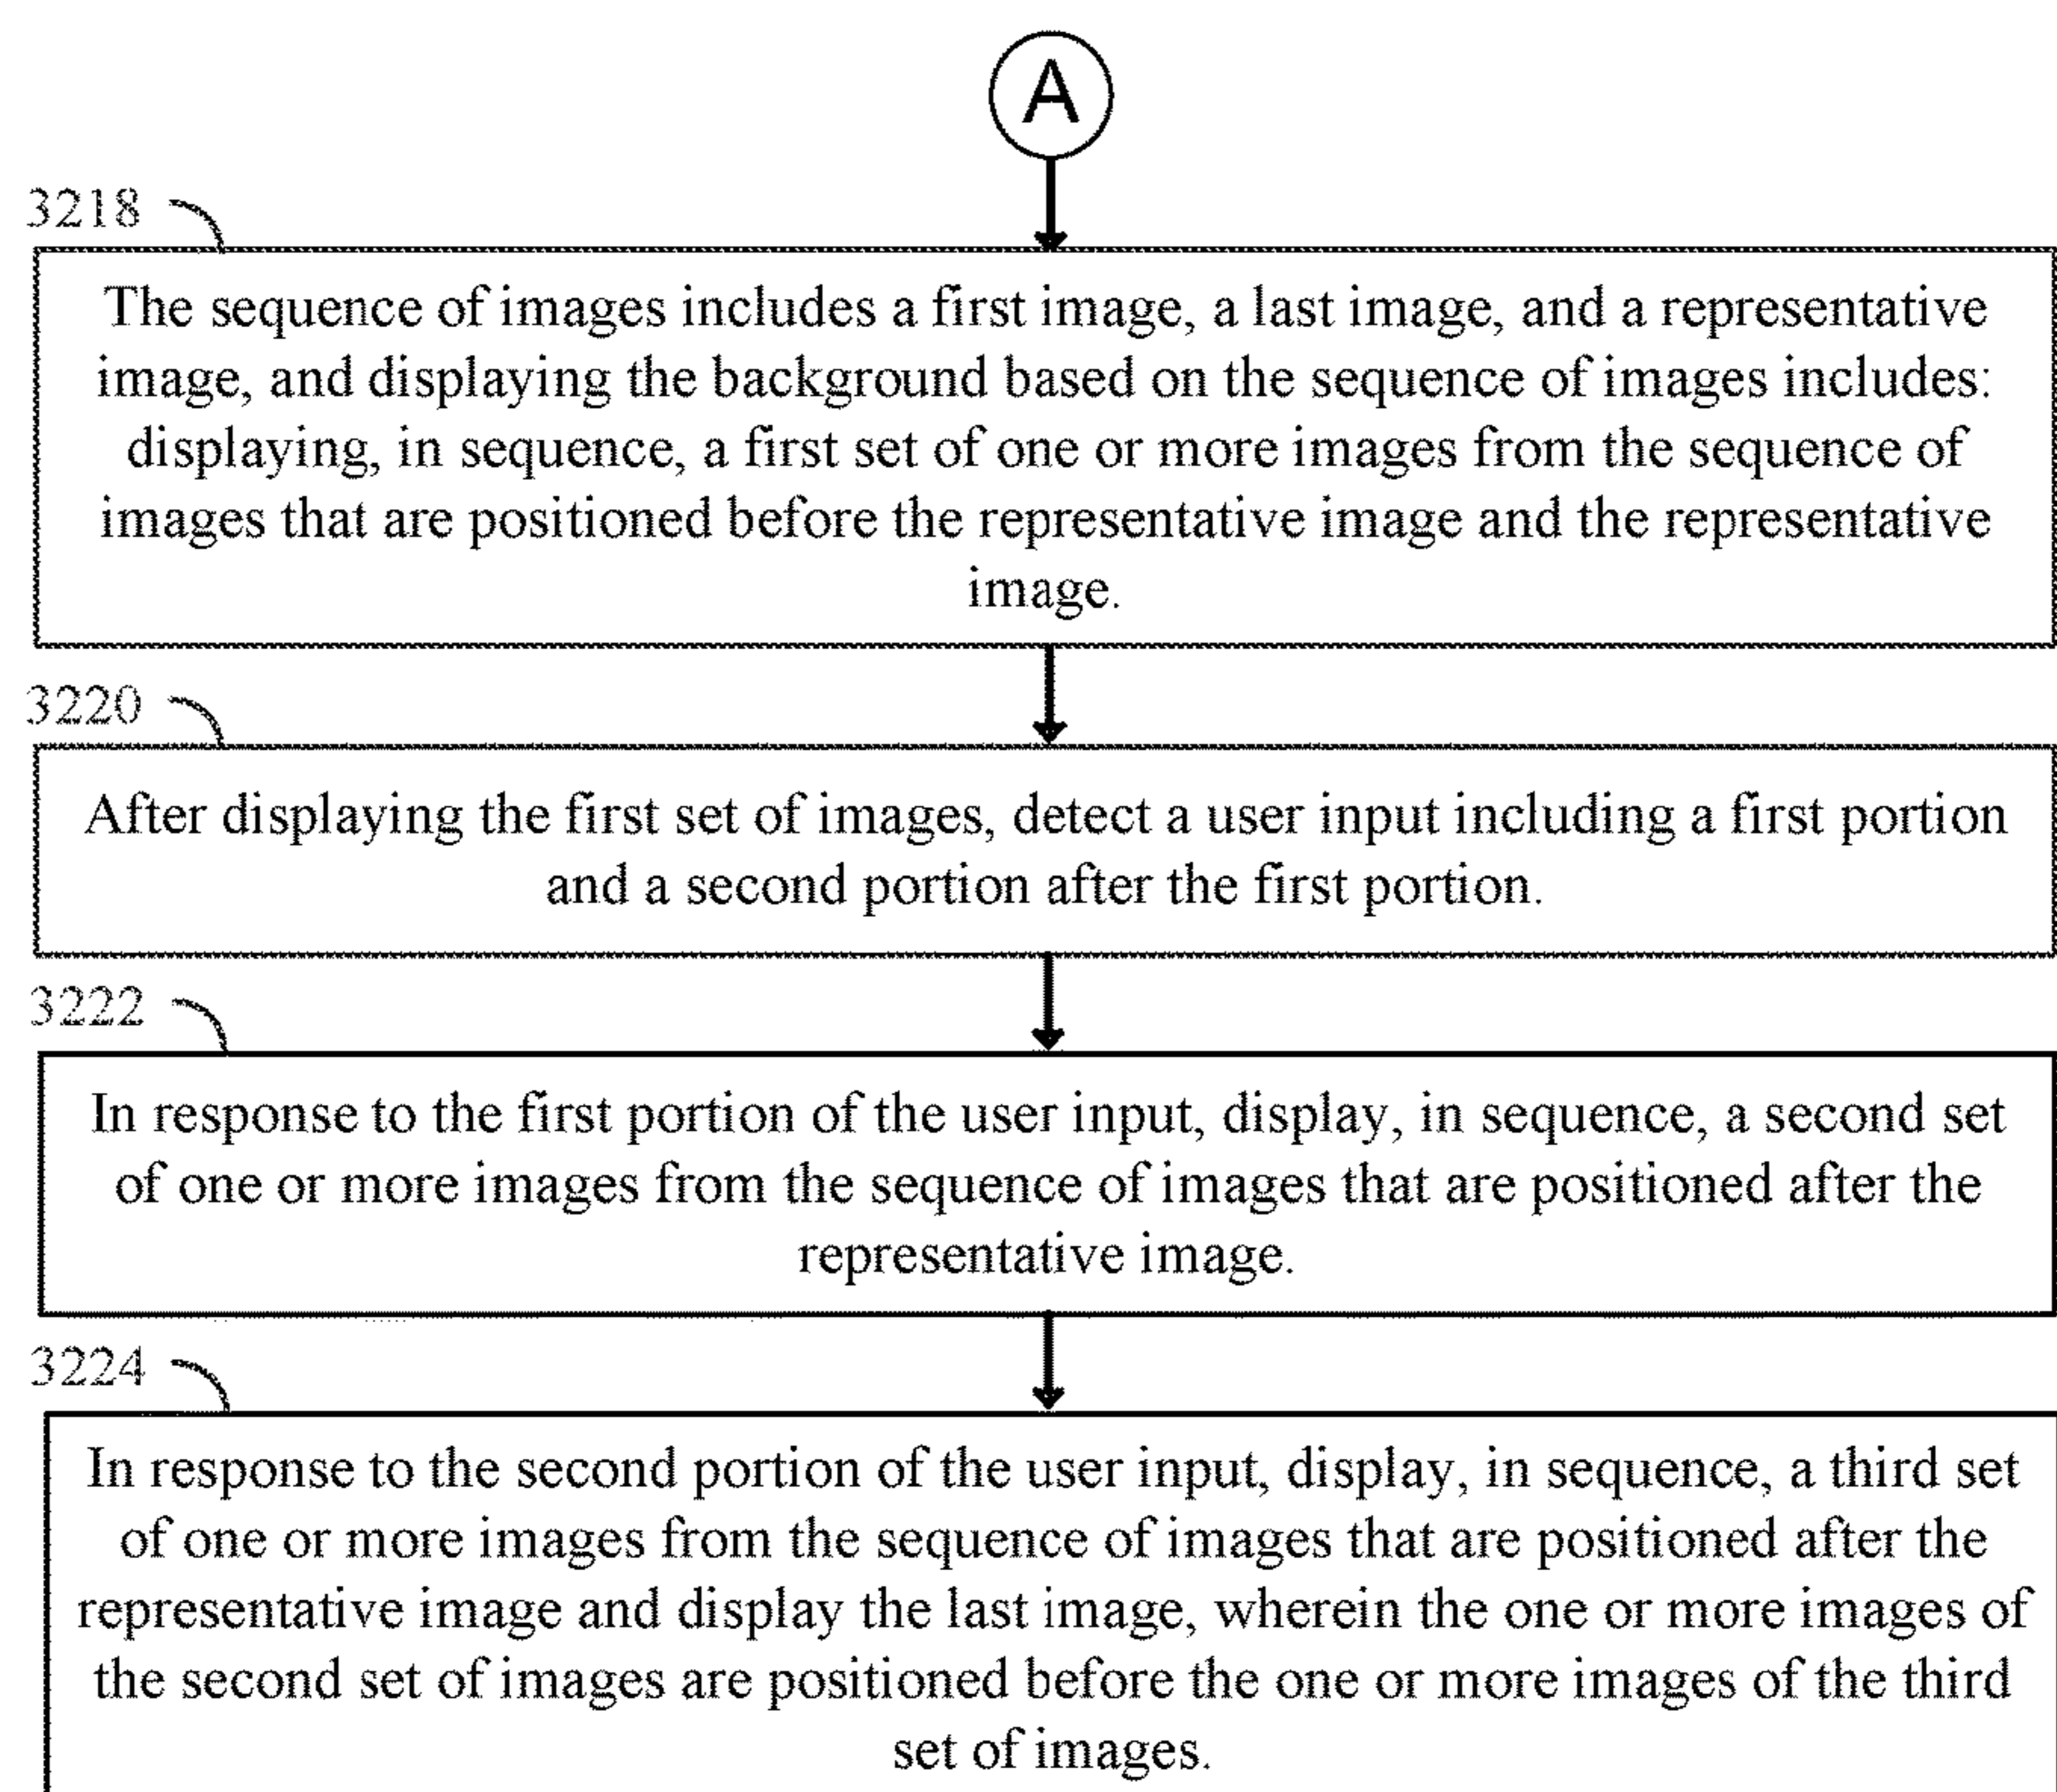 A
3218
The sequence of images includes a first image, a last image, and a representative
image, and displaying the background based on the sequence of images includes:
displaying, in sequence, a first set of one or more images from the sequence of
images that are positioned before the representative image and the representative
image.
3220
After displaying the first set of images, detect a user input including a first portion
and a second portion after the first portion.
3222
In response to the first portion of the user input, display, in sequence, a second set
of one or more images from the sequence of images that are positioned after the
representative image.
3224
In response to the second portion of the user input, display, in sequence, a third set
of one or more images from the sequence of images that are positioned after the
representative image and display the last image, wherein the one or more images of
the second set of images are positioned before the one or more images of the third
set of images.